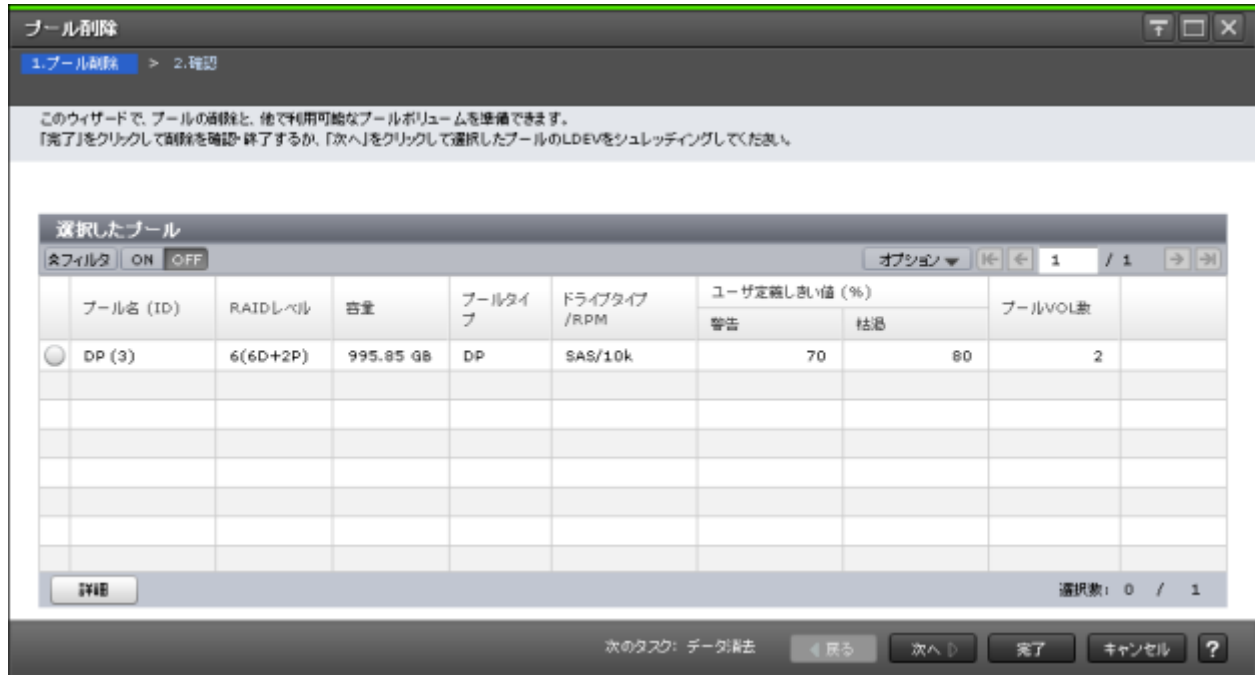 プール削除
1.プール削除 > 2.確認
このウィザードで、プールの削除と、他で利用可能なプールボリュームを準備できます。
「完了」をクリックして削除を確認・終了するか、「次へ」をクリックして選択したプールのLDEVをシュレッディングしてください。
選択したプール
フィルタ ON OFF オプション 1 / 1
プール名 (ID) RAIDレベル 容量 プールタイプ ドライブタイプ/RPM ユーザ定義しきい値 (%) プールVOL数
警告 枯渇
DP (3) 6(6D+2P) 995.85 GB DP SAS/10k 70 80 2
詳細 選択数: 0 / 1
次のタスク: データ消去 戻る 次へ 完了 キャンセル ?